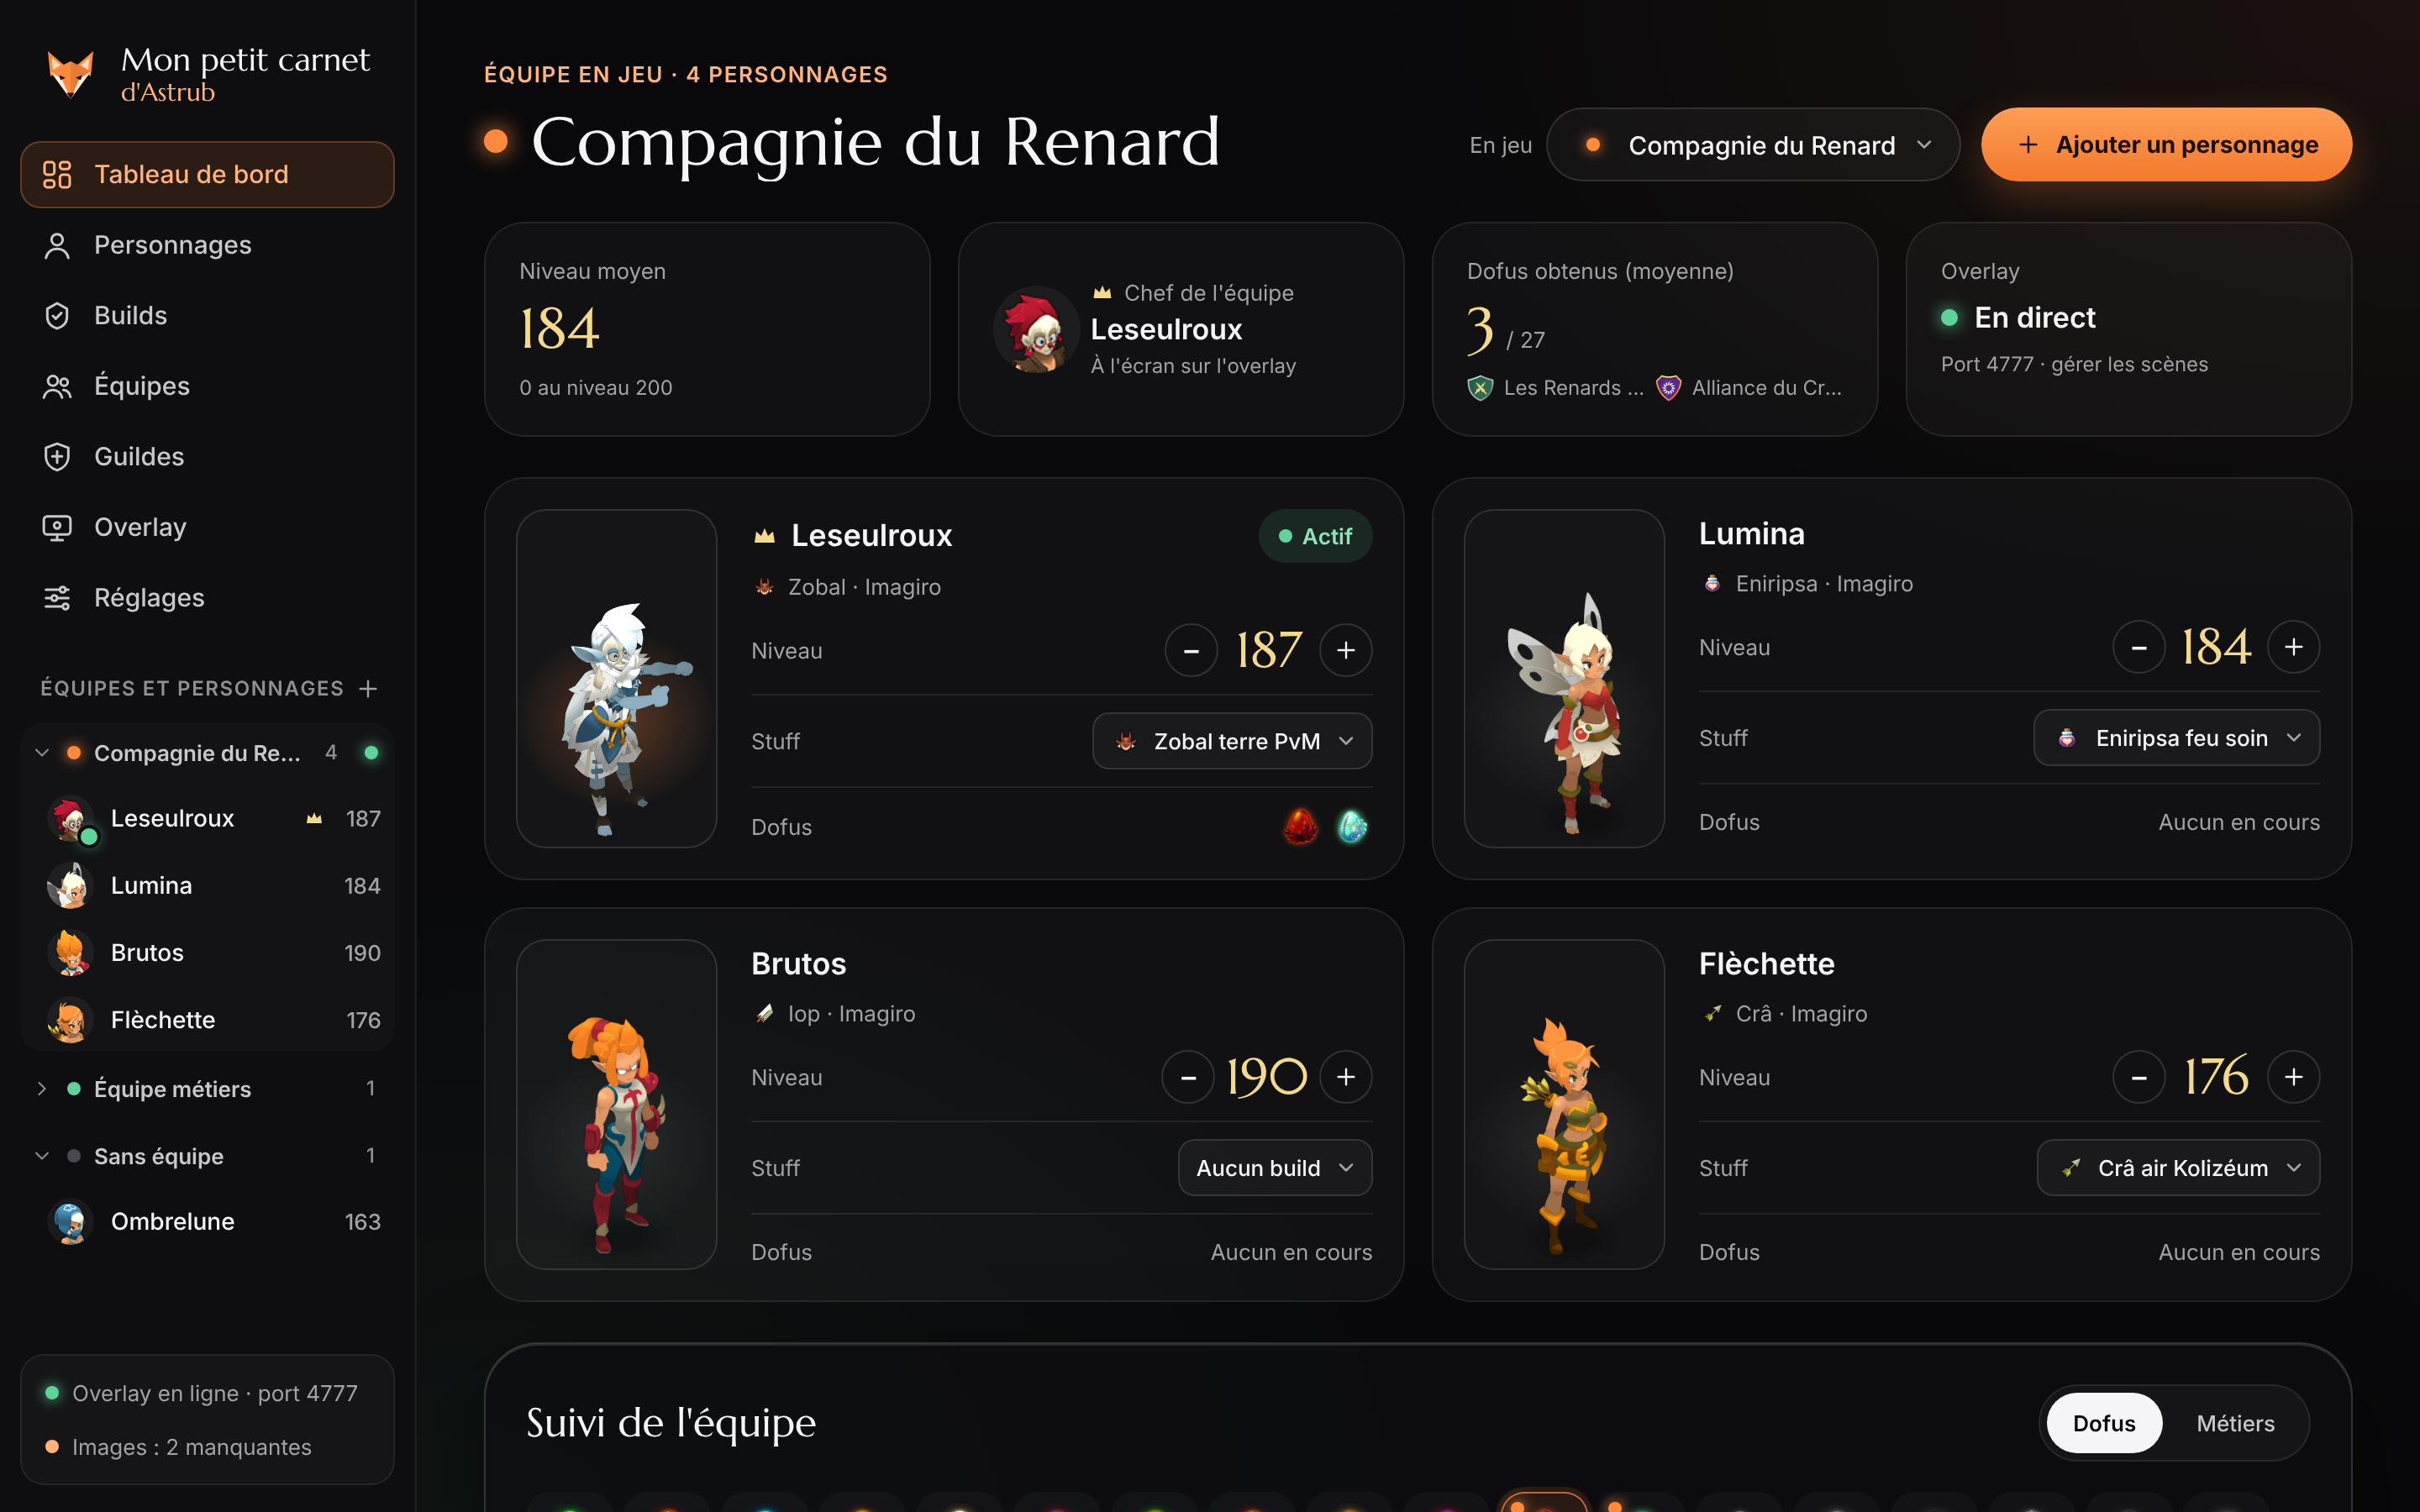 Mon petit carnet
d'Astrub
Tableau de bord
Personnages
Builds
Équipes
Guildes
Overlay
Réglages
ÉQUIPES ET PERSONNAGES
Compagnie du Re... 4
Leseulroux 187
Lumina 184
Brutos 190
Flèchette 176
Équipe métiers 1
Sans équipe 1
Ombrelune 163
Overlay en ligne · port 4777
Images : 2 manquantes
ÉQUIPE EN JEU · 4 PERSONNAGES
Compagnie du Renard
En jeu
Compagnie du Renard
+ Ajouter un personnage
Niveau moyen
184
0 au niveau 200
Chef de l'équipe
Leseulroux
À l'écran sur l'overlay
Dofus obtenus (moyenne)
3 / 27
Les Renards ... Alliance du Cr...
Overlay
En direct
Port 4777 · gérer les scènes
Leseulroux
Actif
Zobal · Imagiro
Niveau − 187 +
Stuff Zobal terre PvM
Dofus
Lumina
Eniripsa · Imagiro
Niveau − 184 +
Stuff Eniripsa feu soin
Dofus Aucun en cours
Brutos
Iop · Imagiro
Niveau − 190 +
Stuff Aucun build
Dofus Aucun en cours
Flèchette
Crâ · Imagiro
Niveau − 176 +
Stuff Crâ air Kolizéum
Dofus Aucun en cours
Suivi de l'équipe
Dofus Métiers